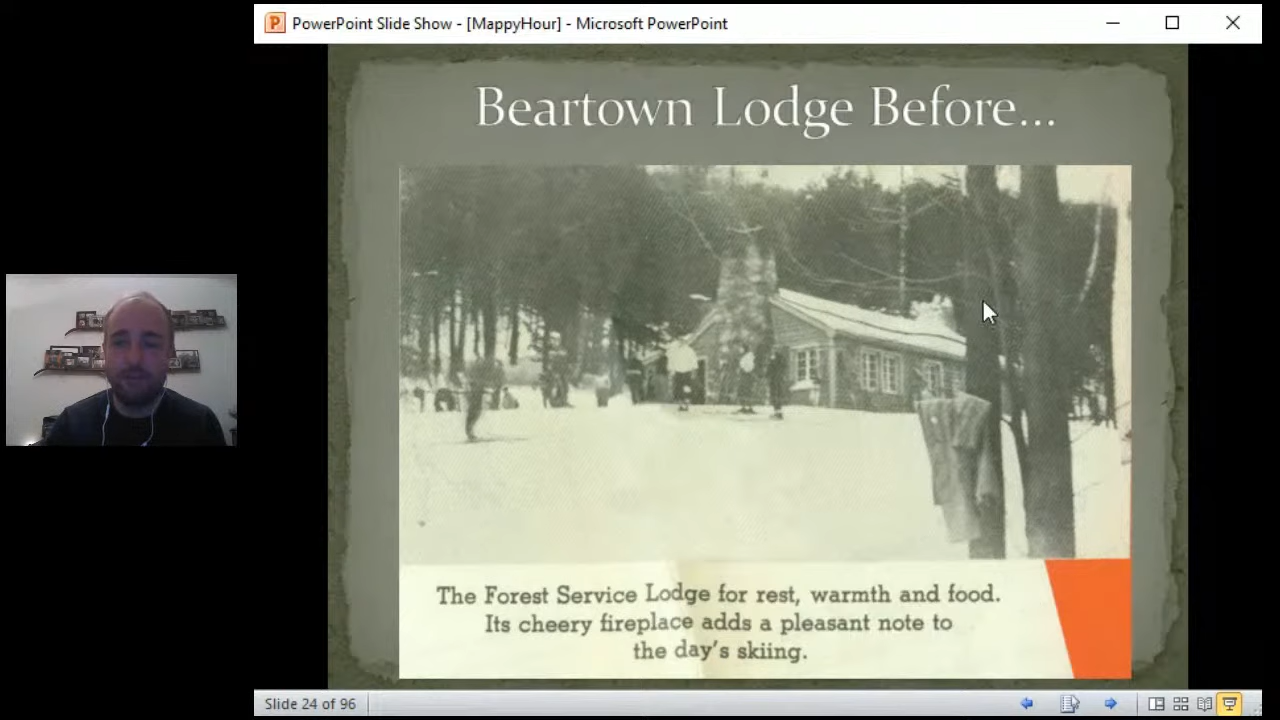 PowerPoint Slide Show - [MappyHour] - Microsoft PowerPoint
Beartown Lodge Before...
The Forest Service Lodge for rest, warmth and food.
Its cheery fireplace adds a pleasant note to
the day's skiing.
Slide 24 of 96